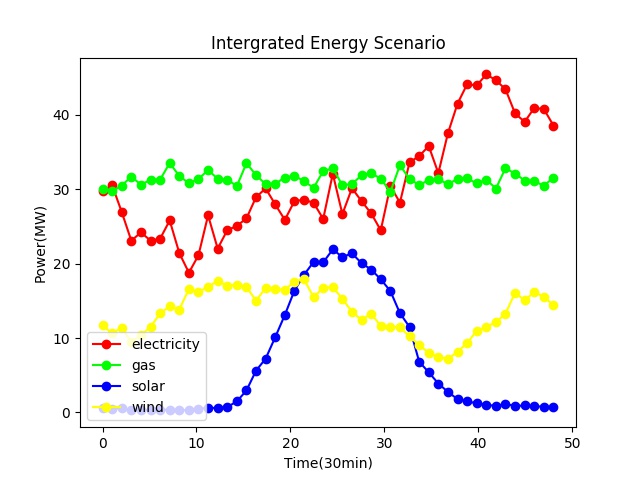 Intergrated Energy Scenario
Power(MW)
40
30
20
10
0
electricity
gas
solar
wind
0 10 20 30 40 50
Time(30min)